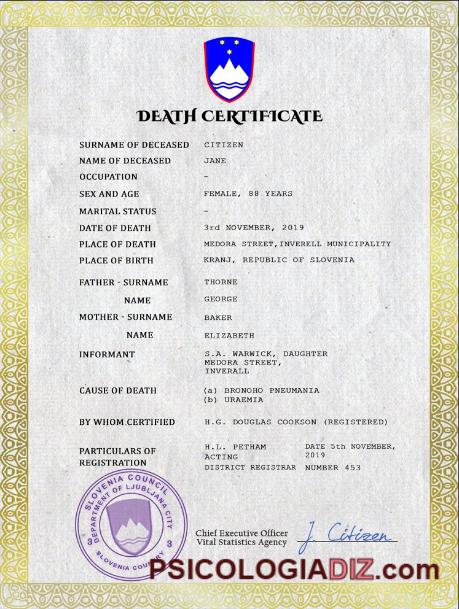 DEATH CERTIFICATE
SURNAME OF DECEASED CITIZEN
NAME OF DECEASED JANE
OCCUPATION –
SEX AND AGE FEMALE, 88 YEARS
MARITAL STATUS –
DATE OF DEATH 3rd NOVEMBER, 2019
PLACE OF DEATH MEDORA STREET,INVERELL MUNICIPALITY
PLACE OF BIRTH KRANJ, REPUBLIC OF SLOVENIA
FATHER - SURNAME THORNE
NAME GEORGE
MOTHER - SURNAME BAKER
NAME ELIZABETH
INFORMANT S.A. WARWICK, DAUGHTER
MEDORA STREET,
INVERALL
CAUSE OF DEATH (a) BRONOHO PNEUMANIA
(b) URAEMIA
BY WHOM CERTIFIED H.G. DOUGLAS COOKSON (REGISTERED)
PARTICULARS OF REGISTRATION
H.L. PETHAM DATE 5th NOVEMBER,
ACTING 2019
DISTRICT REGISTRAR NUMBER 453
SLOVENIA COUNCIL
DEPARTMENT OF LJUBLJANA CITY
3 3
SLOVENIA COUNTRY
Chief Executive Officer
Vital Statistics Agency
J. Citizen
PSICOLOGIADIZ.com